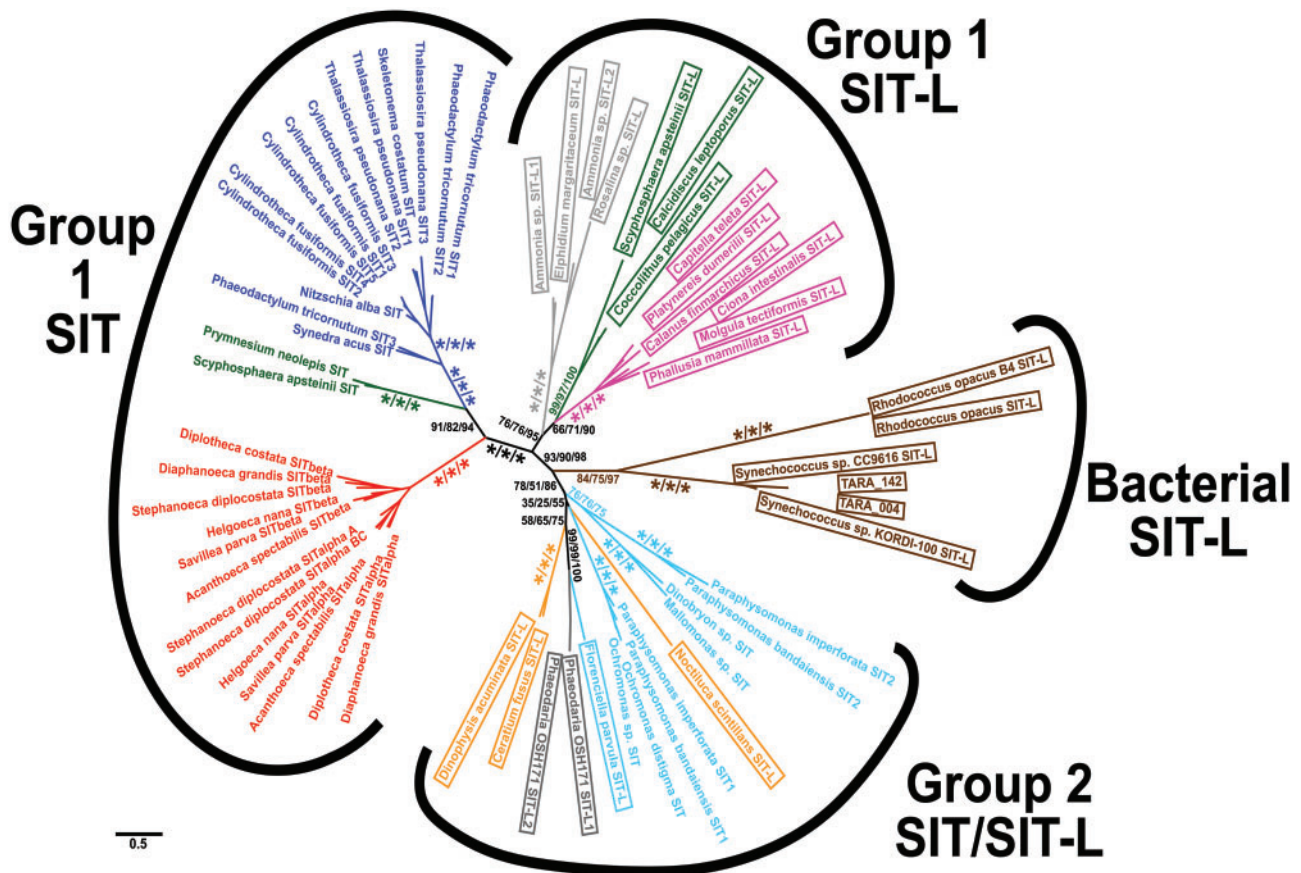 Group 1
SIT-L
Group
1
SIT
Bacterial
SIT-L
Group 2
SIT/SIT-L
Cylindrotheca fusiformis SIT2
Cylindrotheca fusiformis SIT4
Cylindrotheca fusiformis SIT5
Cylindrotheca fusiformis SIT1
Cylindrotheca fusiformis SIT3
Thalassiosira pseudonana SIT2
Thalassiosira pseudonana SIT1
Skeletonema costatum SIT
Thalassiosira pseudonana SIT3
Phaeodactylum tricornutum SIT2
Phaeodactylum tricornutum SIT1
Nitzschia alba SIT
Phaeodactylum tricornutum SIT3
Synedra acus SIT
Prymnesium neolepis SIT
Scyphosphaera apsteinii SIT
*/*/*
*/*/*
*/*/*
91/82/94
*/*/*
Diplotheca costata SITbeta
Diaphanoeca grandis SITbeta
Stephanoeca diplocostata SITbeta
Helgoeca nana SITbeta
Savillea parva SITbeta
Acanthoeca spectabilis SITbeta
Stephanoeca diplocostata SITalpha A
Stephanoeca diplocostata SITalpha BC
Helgoeca nana SITalpha
Savillea parva SITalpha
Acanthoeca spectabilis SITalpha
Diplotheca costata SITalpha
Diaphanoeca grandis SITalpha
*/*/*
Ammonia sp. SIT-L1
Elphidium margaritaceum SIT-L
Ammonia sp. SIT-L2
Rosalina sp. SIT-L
*/*/*
76/76/95
Scyphosphaera apsteinii SIT-L
Calcidiscus leptoporus SIT-L
Coccolithus pelagicus SIT-L
99/97/100
Capitella teleta SIT-L
Platynereis dumerilii SIT-L
Calanus finmarchicus SIT-L
Ciona intestinalis SIT-L
Molgula tectiformis SIT-L
Phallusia mammillata SIT-L
*/*/*
66/71/90
93/90/98
Rhodococcus opacus B4 SIT-L
Rhodococcus opacus SIT-L
*/*/*
Synechococcus sp. CC9616 SIT-L
TARA_142
TARA_004
Synechococcus sp. KORDI-100 SIT-L
84/75/97
*/*/*
78/51/86
35/25/55
58/65/75
76/76/75
*/*/*
*/*/*
*/*/*
*/*/*
99/99/100
Paraphysomonas imperforata SIT2
Paraphysomonas bandaiensis SIT2
Dinobryon sp. SIT
Mallomonas sp. SIT
Noctiluca scintillans SIT-L
Paraphysomonas imperforata SIT1
Paraphysomonas bandaiensis SIT1
Ochromonas distigma SIT
Ochromonas sp. SIT
Florenciella parvula SIT-L
Phaeodaria OSH171 SIT-L1
Phaeodaria OSH171 SIT-L2
Ceratium fusus SIT-L
Dinophysis acuminata SIT-L
0.5